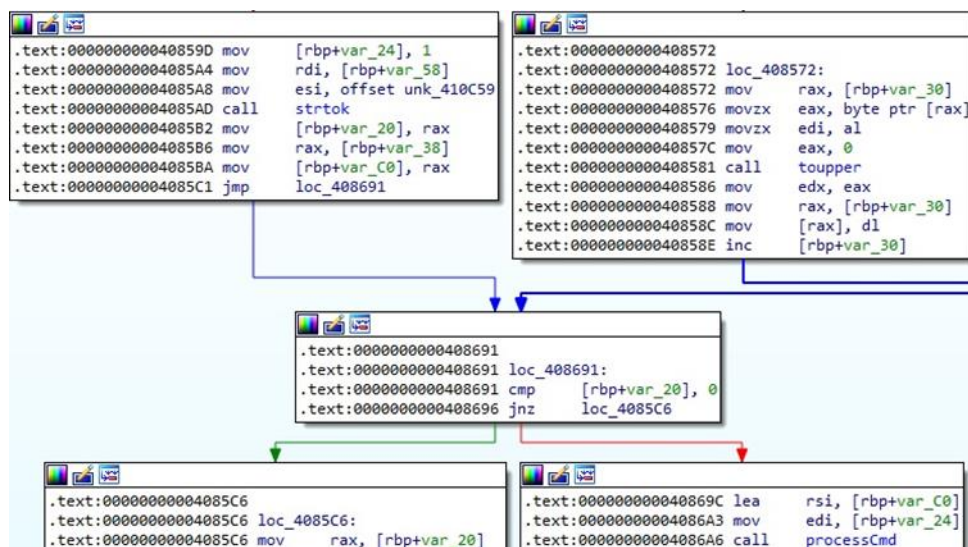 .text:000000000040859D mov [rbp+var_24], 1
.text:00000000004085A4 mov rdi, [rbp+var_58]
.text:00000000004085A8 mov esi, offset unk_410C59
.text:00000000004085AD call strtok
.text:00000000004085B2 mov [rbp+var_20], rax
.text:00000000004085B6 mov rax, [rbp+var_38]
.text:00000000004085BA mov [rbp+var_C0], rax
.text:00000000004085C1 jmp loc_408691
.text:0000000000408572
.text:0000000000408572 loc_408572:
.text:0000000000408572 mov rax, [rbp+var_30]
.text:0000000000408576 movzx eax, byte ptr [rax]
.text:0000000000408579 movzx edi, al
.text:000000000040857C mov eax, 0
.text:0000000000408581 call toupper
.text:0000000000408586 mov edx, eax
.text:0000000000408588 mov rax, [rbp+var_30]
.text:000000000040858C mov [rax], dl
.text:000000000040858E inc [rbp+var_30]
.text:0000000000408691
.text:0000000000408691 loc_408691:
.text:0000000000408691 cmp [rbp+var_20], 0
.text:0000000000408696 jnz loc_4085C6
.text:00000000004085C6
.text:00000000004085C6 loc_4085C6:
.text:00000000004085C6 mov rax, [rbp+var_20]
.text:000000000040869C lea rsi, [rbp+var_C0]
.text:00000000004086A3 mov edi, [rbp+var_24]
.text:00000000004086A6 call processCmd